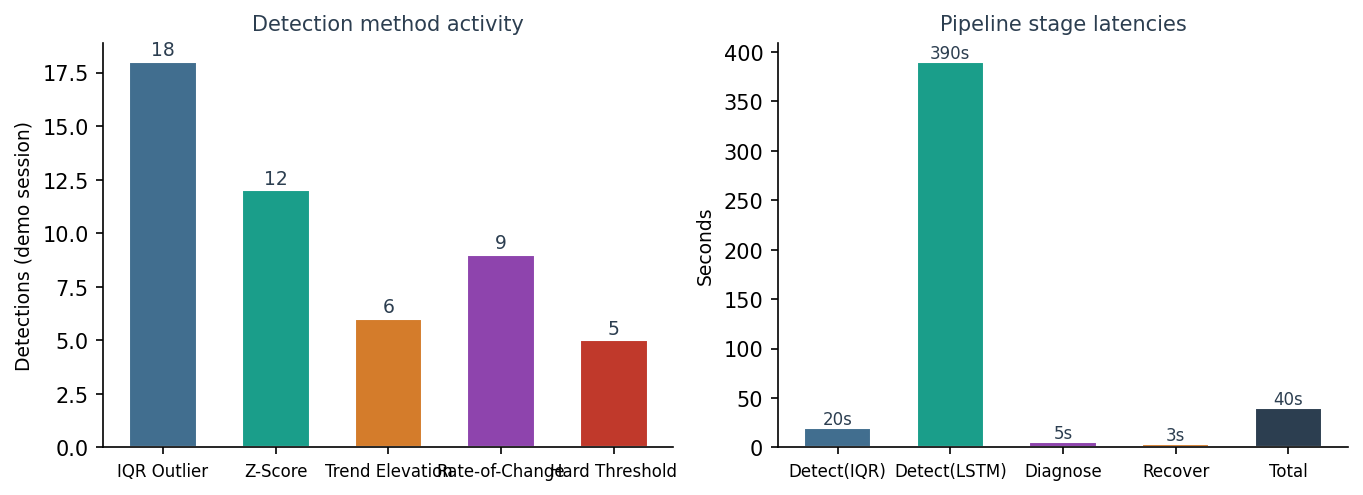 Detection method activity
Detections (demo session)
17.5
15.0
12.5
10.0
7.5
5.0
2.5
0.0
18
12
6
9
5
IQR Outlier
Z-Score
Trend Elevation
Rate-of-Change
Hard Threshold
Pipeline stage latencies
Seconds
400
350
300
250
200
150
100
50
0
20s
390s
5s
3s
40s
Detect(IQR)
Detect(LSTM)
Diagnose
Recover
Total